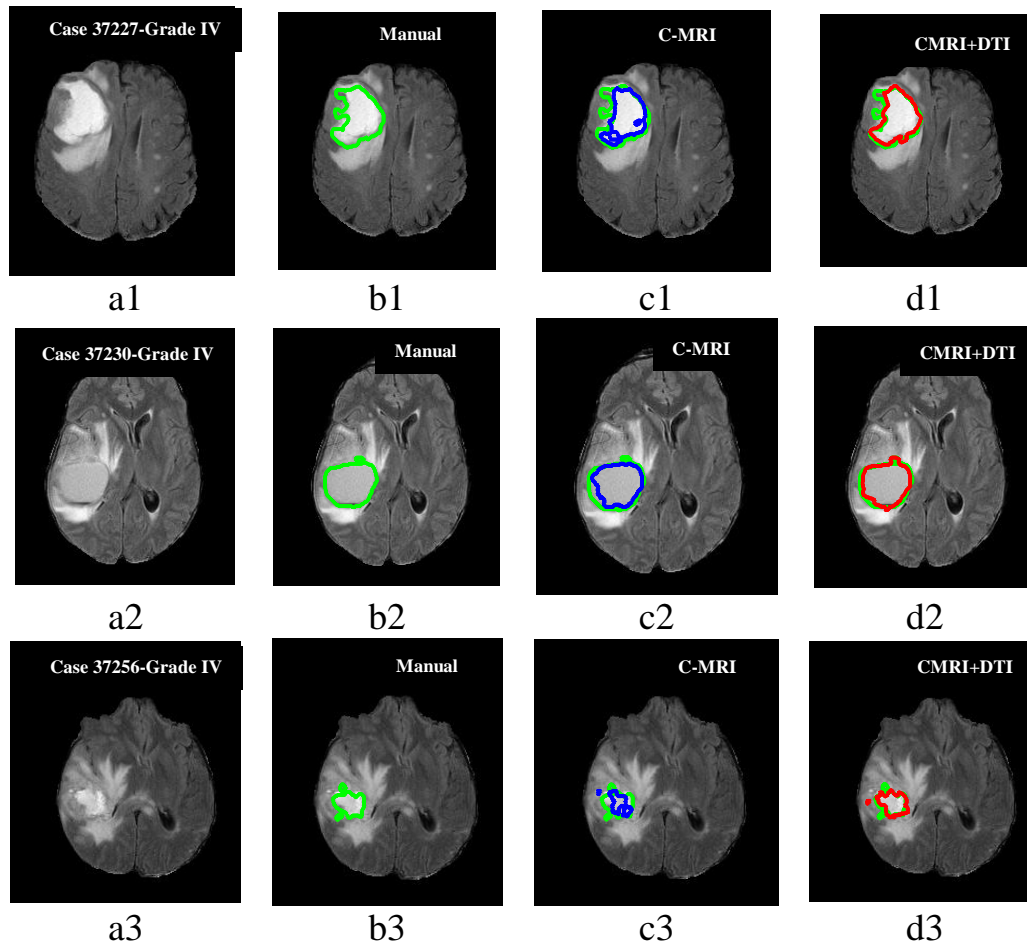 Case 37227-Grade IV
Manual
C-MRI
CMRI+DTI
a1
b1
c1
d1
Case 37230-Grade IV
Manual
C-MRI
CMRI+DTI
a2
b2
c2
d2
Case 37256-Grade IV
Manual
C-MRI
CMRI+DTI
a3
b3
c3
d3